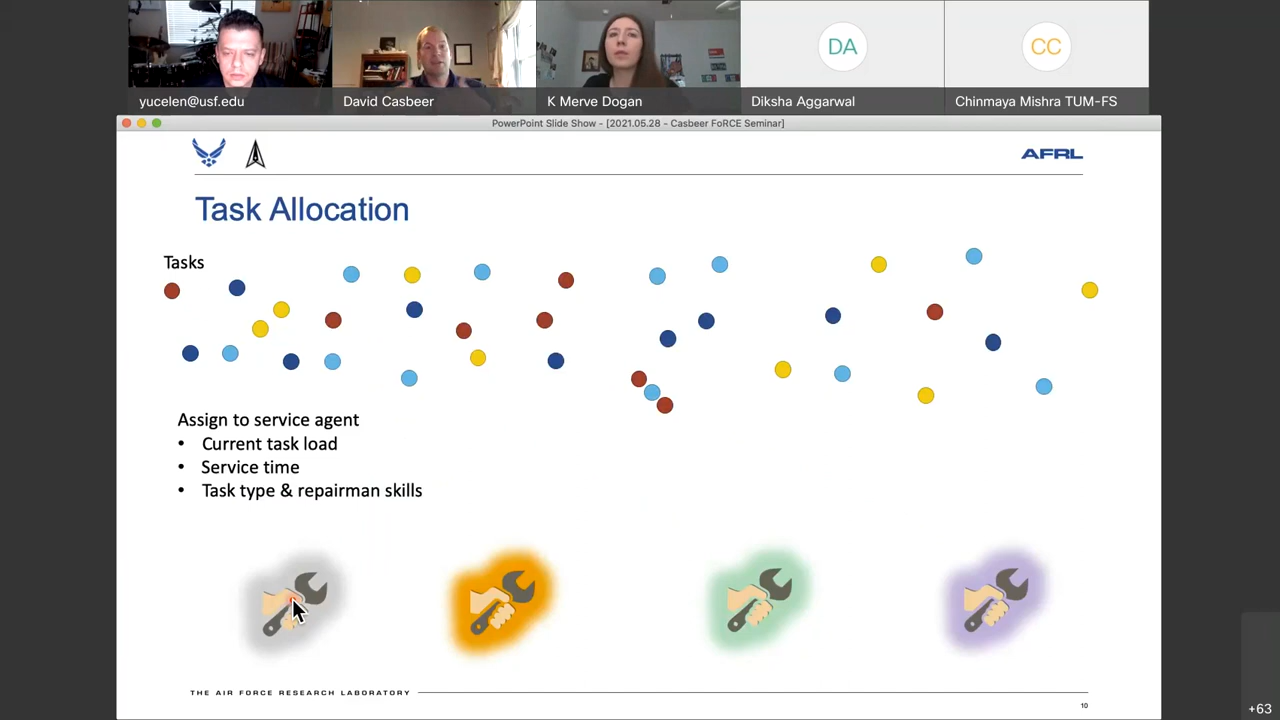 DA
CC
yucelen@usf.edu
David Casbeer
K Merve Dogan
Diksha Aggarwal
Chinmaya Mishra TUM-FS
PowerPoint Slide Show - [2021.05.28 - Casbeer FoRCE Seminar]
AFRL
Task Allocation
Tasks
Assign to service agent
• Current task load
• Service time
• Task type & repairman skills
THE AIR FORCE RESEARCH LABORATORY
10
+63